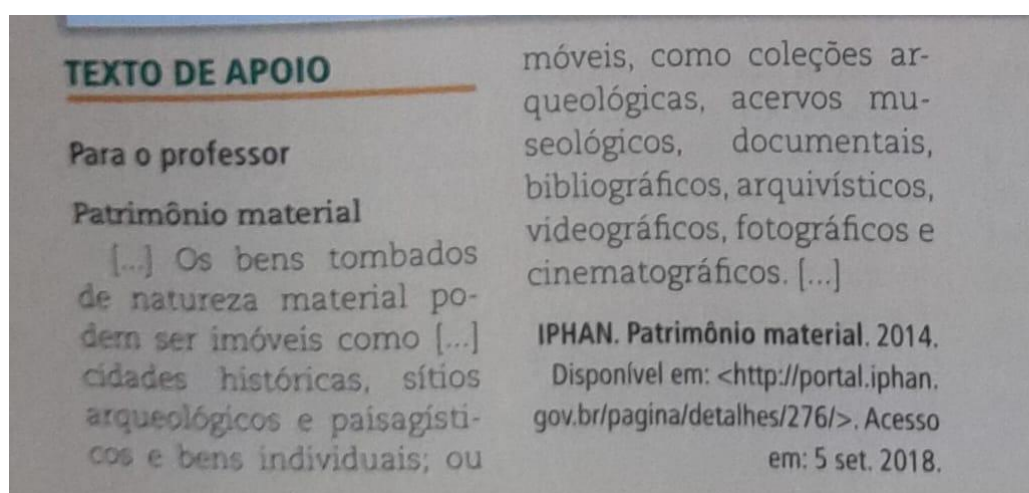 TEXTO DE APOIO
Para o professor
Patrimônio material
[...] Os bens tombados
de natureza material po-
dem ser imóveis como [...]
cidades históricas, sítios
arqueológicos e paisagísti-
cos e bens individuais; ou
móveis, como coleções ar-
queológicas, acervos mu-
seológicos, documentais,
bibliográficos, arquivísticos,
videográficos, fotográficos e
cinematográficos. [...]
IPHAN. Patrimônio material. 2014.
Disponível em: <http://portal.iphan.
gov.br/pagina/detalhes/276/>. Acesso
em: 5 set. 2018.